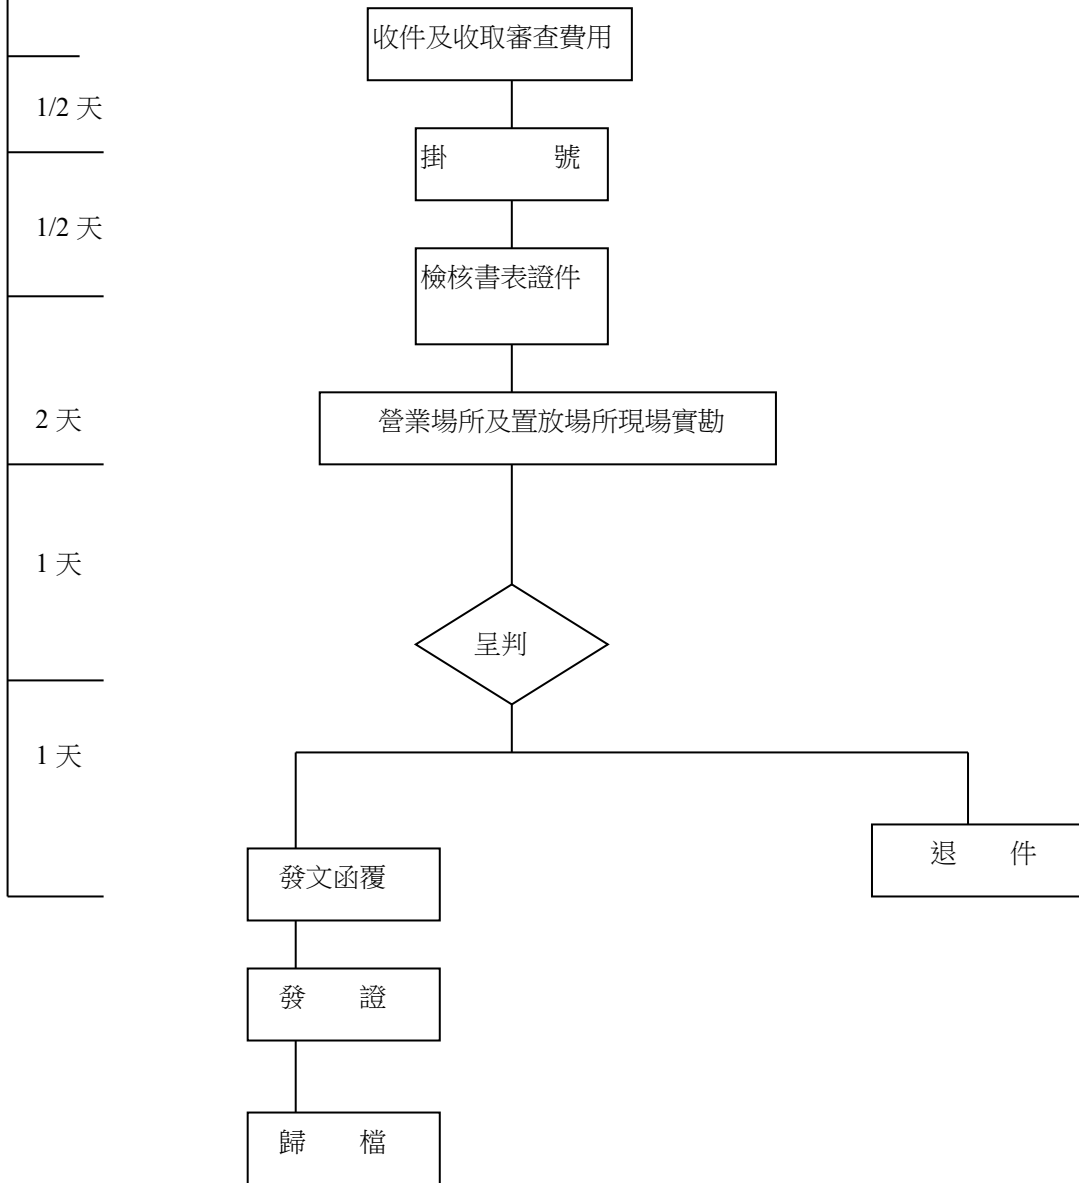 收件及收取審查費用
1/2 天
掛 號
1/2 天
檢核書表證件
2 天
營業場所及置放場所現場實勘
1 天
呈判
1 天
退 件
發文函覆
發 證
歸 檔